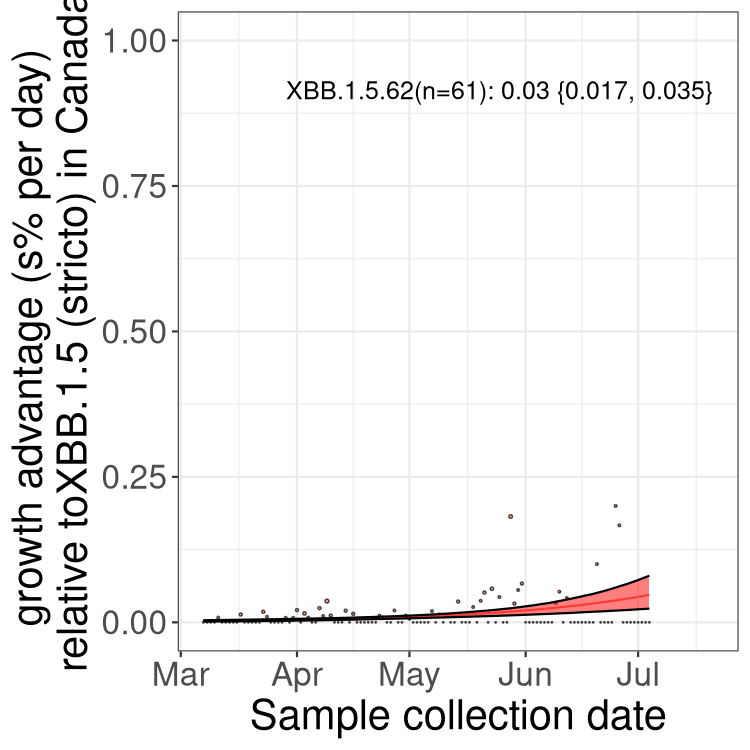 growth advantage (s% per day)
relative toXBB.1.5 (stricto) in Canada
1.00
0.75
0.50
0.25
0.00
XBB.1.5.62(n=61): 0.03 {0.017, 0.035}
Mar Apr May Jun Jul
Sample collection date